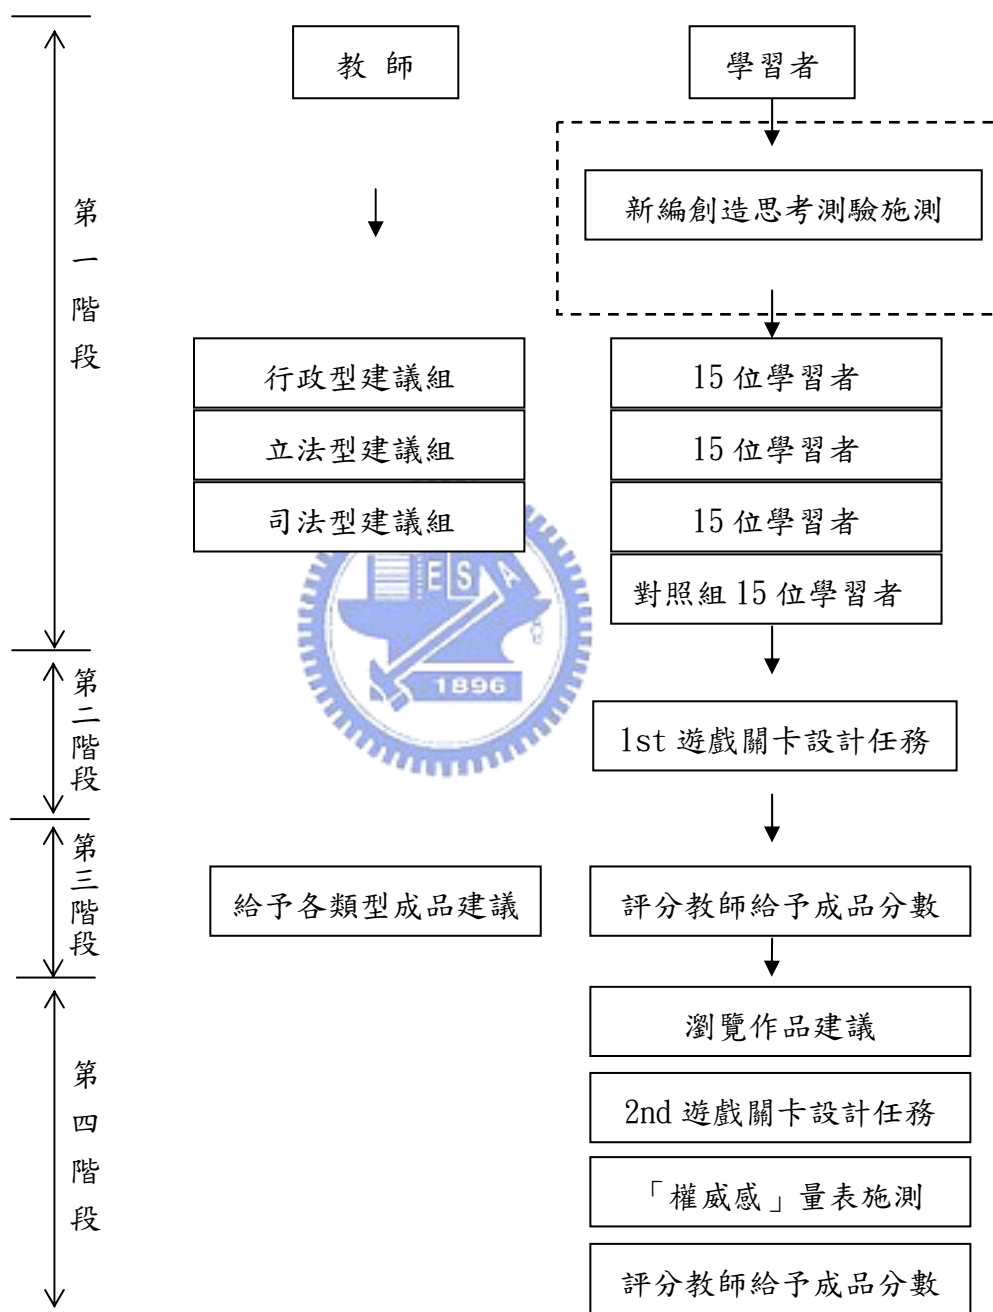 教 師
學習者
第一階段
新編創造思考測驗施測
行政型建議組
15 位學習者
立法型建議組
15 位學習者
司法型建議組
15 位學習者
對照組 15 位學習者
ESA
1896
第二階段
1st 遊戲關卡設計任務
第三階段
給予各類型成品建議
評分教師給予成品分數
第四階段
瀏覽作品建議
2nd 遊戲關卡設計任務
「權威感」量表施測
評分教師給予成品分數